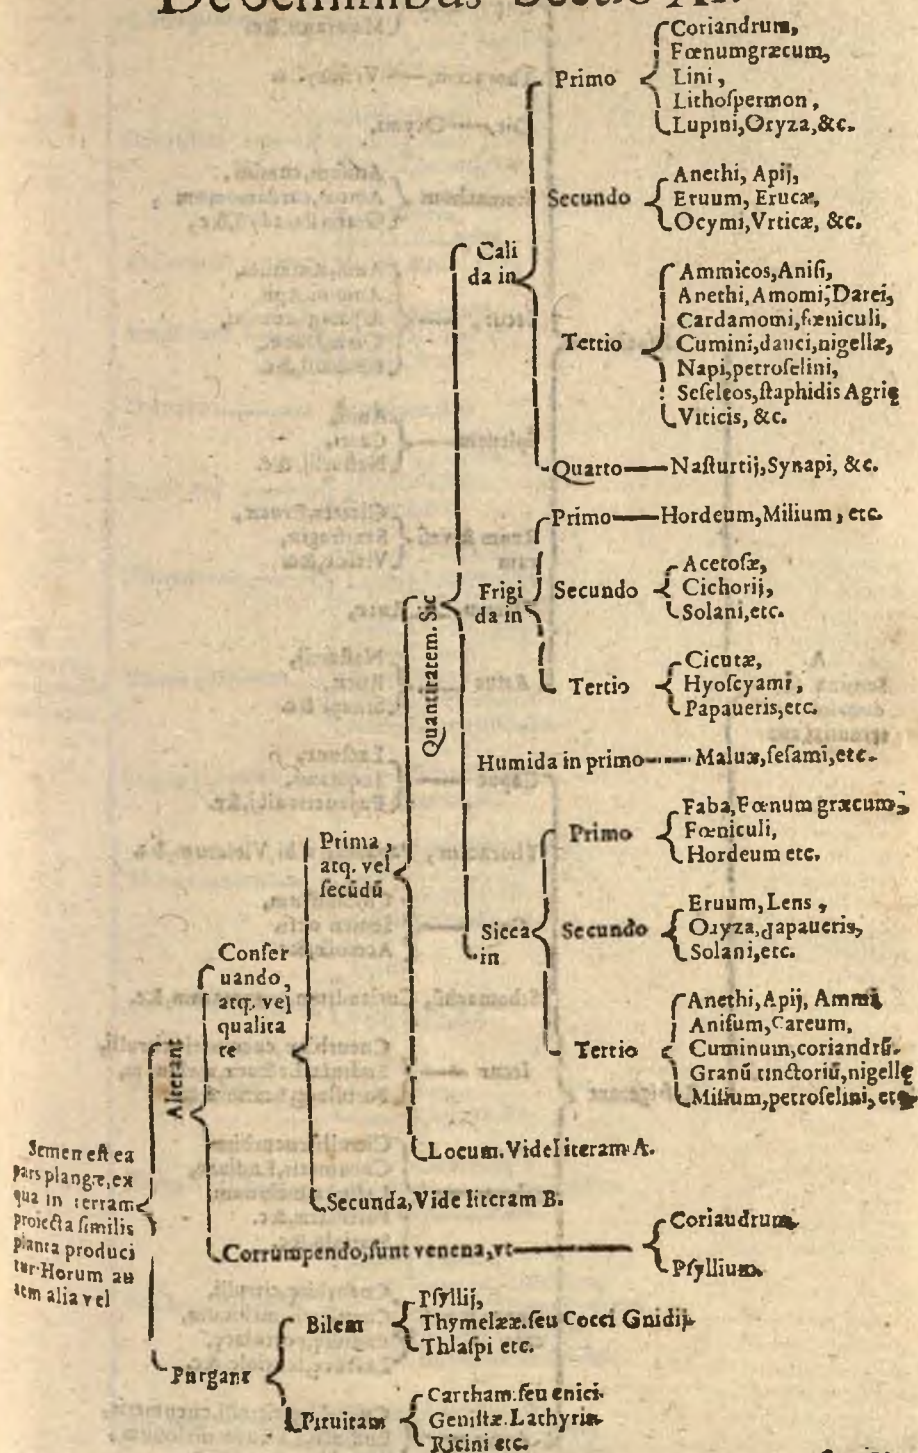 De Seminibus Sectio XI.
Semen est ea
pars plantæ, ex
qua in terram
proiecta similis
planta produci
tur. Horum au
tem alia vel
Alterant
Conser
uando,
atq. vel
qualita
te
Prima,
atq. vel
secūdū
Quantitatem. Sic
Cali
da in
Primo
Coriandrum,
Fœnumgræcum,
Lini,
Lithospermon,
Lupini, Oryza, &c.
Secundo
Anethi, Apij,
Eruum, Erucæ,
Ocymi, Vrticæ, &c.
Tertio
Ammicos, Anisi,
Anethi, Amomi, Darei,
Cardamomi, fæniculi,
Cumini, dauci, nigellæ,
Napi, petroselini,
Seseleos, staphidis Agrię
Viticis, &c.
Quarto
Nasturtij, Synapi, &c.
Frigi
da in
Primo
Hordeum, Milium, etc.
Secundo
Acetosæ,
Cichorij,
Solani, etc.
Tertio
Cicutæ,
Hyoscyami,
Papaueris, etc.
Humida in primo
Maluæ, sesami, etc.
Sicca
in
Primo
Faba, Fœnum græcum,
Fœniculi,
Hordeum etc.
Secundo
Eruum, Lens,
Oryza, papaueris,
Solani, etc.
Tertio
Anethi, Apij, Ammi,
Anisum, Careum,
Cuminum, coriandrū.
Granū tinctoriū, nigellę
Milium, petroselini, etc.
Locum. Vide literam A.
Secunda, Vide literam B.
Corrumpendo, sunt venena, vt
Coriaudrum
Psyllium
Purgant
Bilem
Psyllij,
Thymelææ. seu Cocci Gnidij.
Thlaspi etc.
Pituitam
Cartham. seu cnici.
Genistæ. Lathyris
Ricini etc.